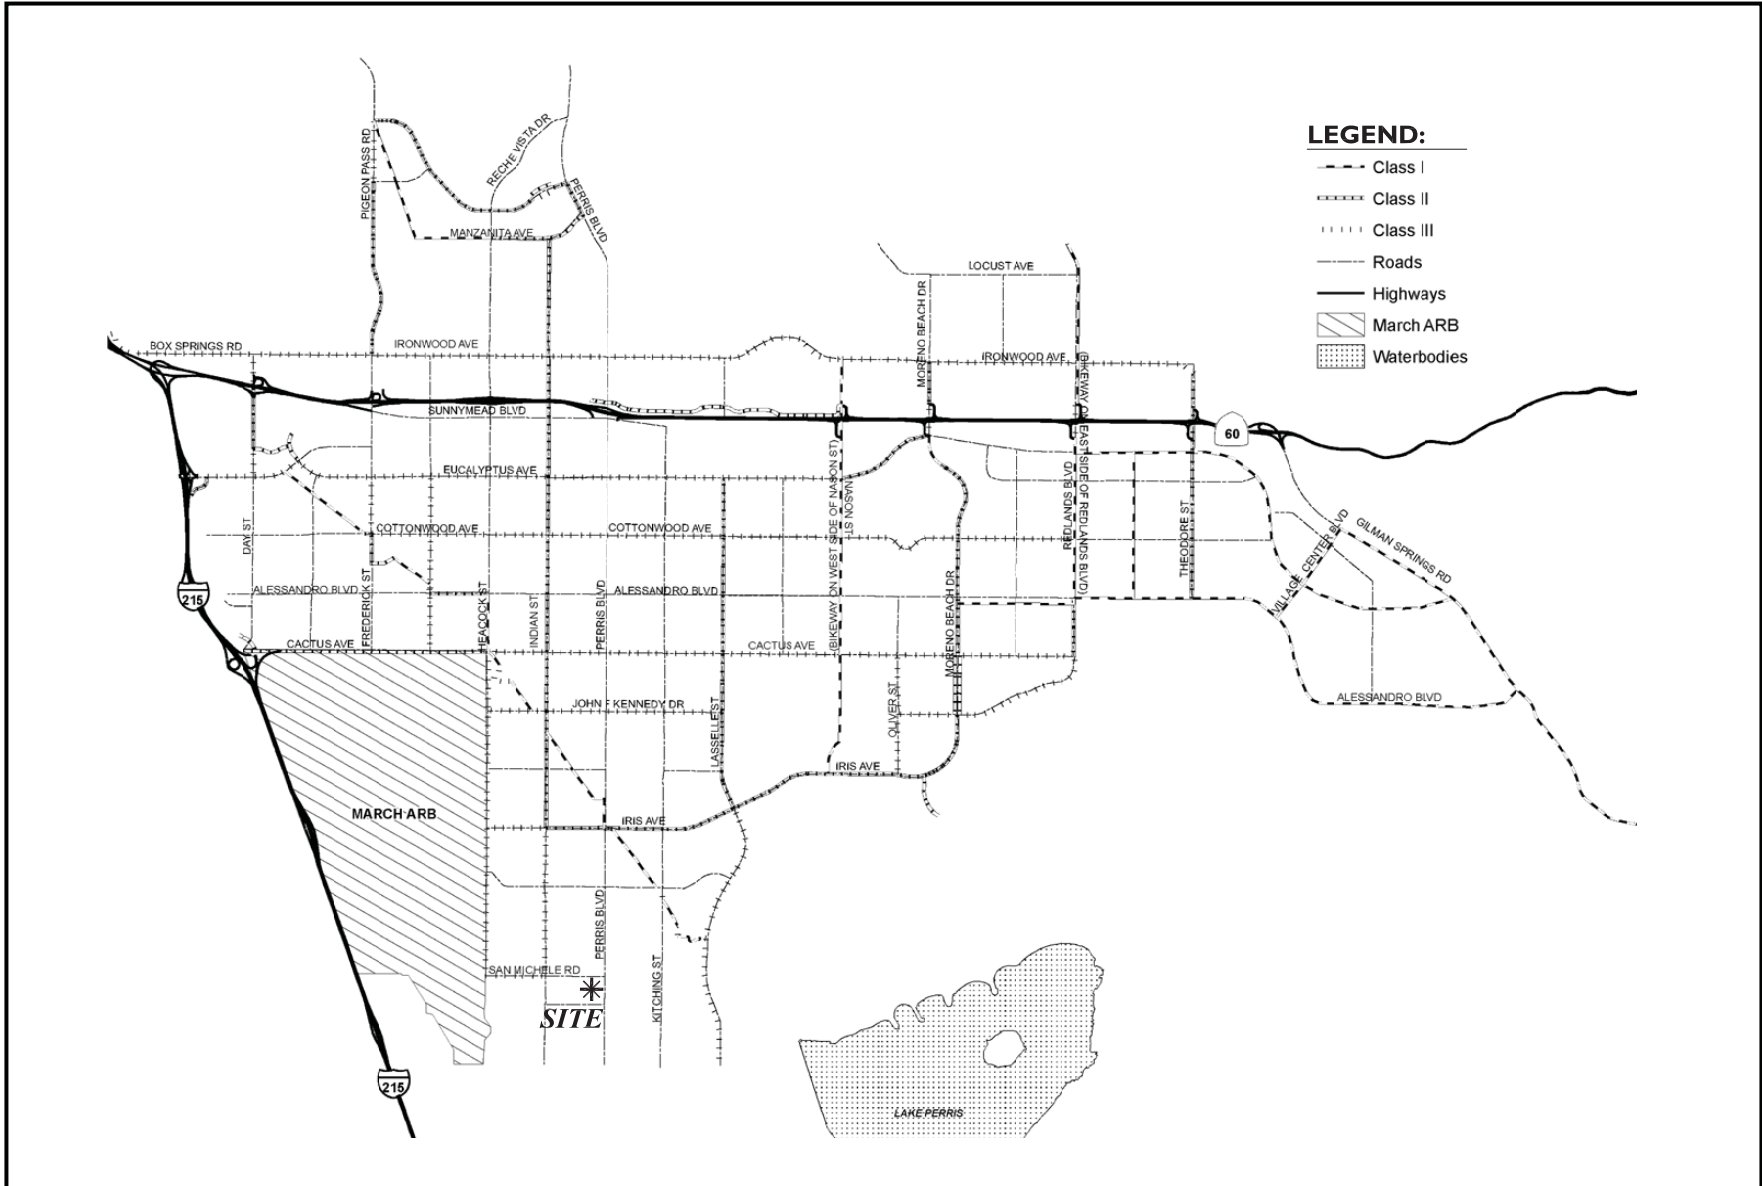 LEGEND:
Class I
Class II
Class III
Roads
Highways
March ARB
Waterbodies
PIGEON PASS RD
RECHE VISTA DR
PERRIS BLVD
MANZANITA AVE
LOCUST AVE
MORENO BEACH DR
BOX SPRINGS RD
IRONWOOD AVE
IRONWOOD AVE
SUNNYMEAD BLVD
60
EUCALYPTUS AVE
(BIKEWAY ON WEST SIDE OF NASON ST)
NASON ST
REDLANDS BLVD
(BIKEWAY ON EAST SIDE OF REDLANDS BLVD)
THEODORE ST
GILMAN SPRINGS RD
VILLAGE CENTER BLVD
DAY ST
COTTONWOOD AVE
COTTONWOOD AVE
215
ALESSANDRO BLVD
ALESSANDRO BLVD
FREDERICK ST
HEACOCK ST
INDIAN ST
PERRIS BLVD
MORENO BEACH DR
CACTUS AVE
CACTUS AVE
JOHN F KENNEDY DR
LASSELLE ST
OLIVER ST
ALESSANDRO BLVD
IRIS AVE
MARCH ARB
IRIS AVE
PERRIS BLVD
SAN MICHELE RD
KITCHING ST
SITE
215
LAKE PERRIS